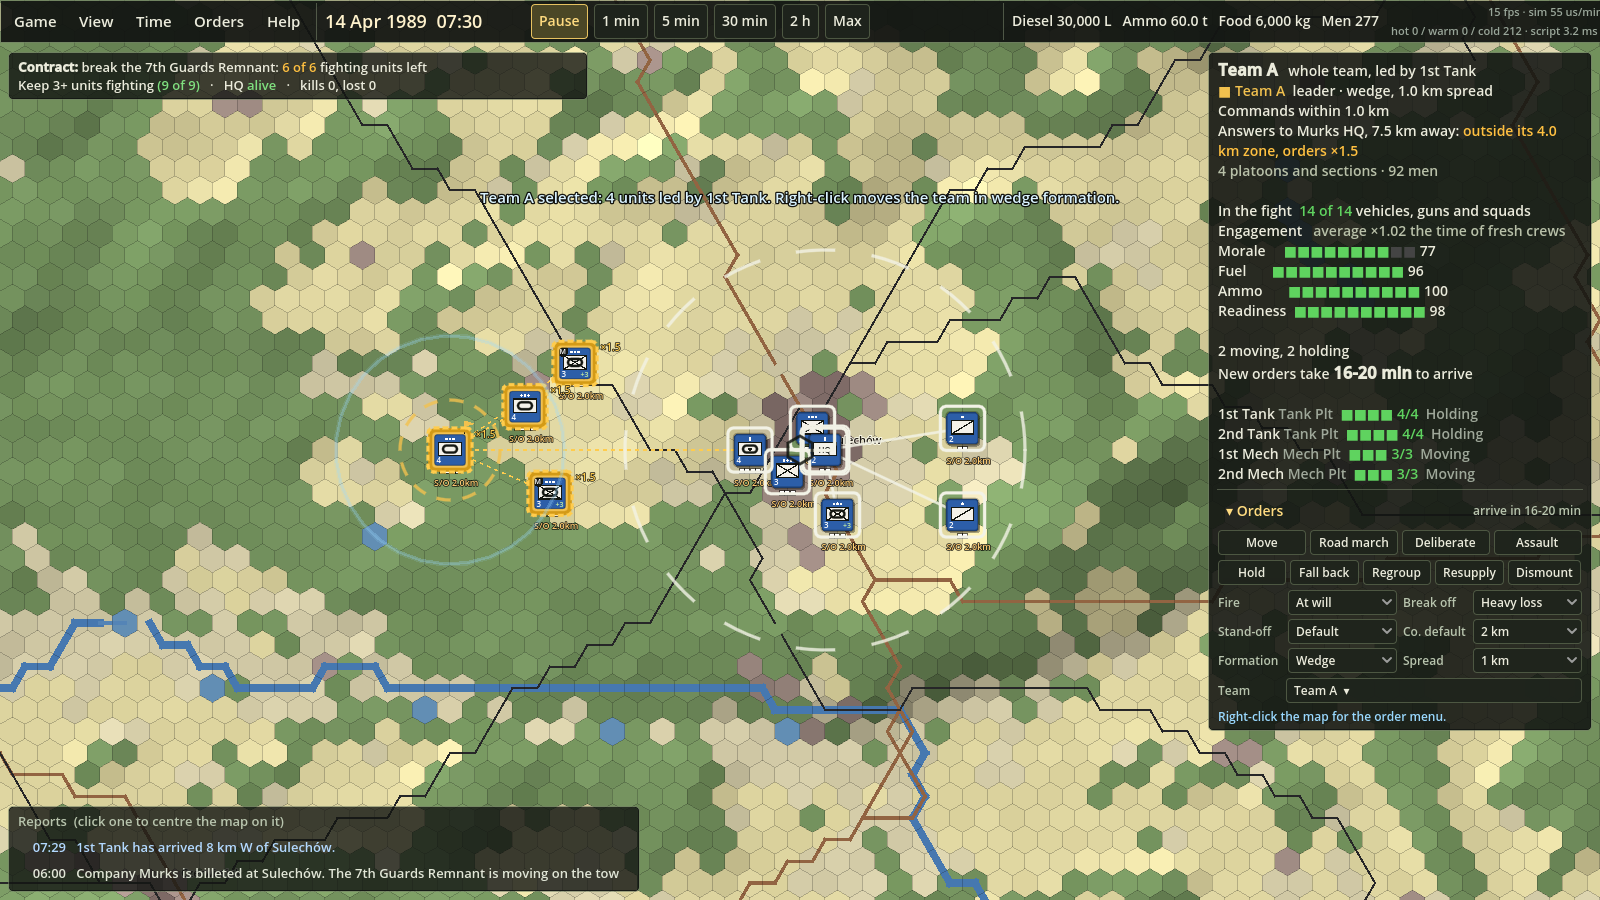 Game View Time Orders Help 14 Apr 1989 07:30 Pause 1 min 5 min 30 min 2 h Max Diesel 30,000 L Ammo 60.0 t Food 6,000 kg Men 277
15 fps · sim 55 us/min
hot 0 / warm 0 / cold 212 · script 3.2 ms
Contract: break the 7th Guards Remnant: 6 of 6 fighting units left
Keep 3+ units fighting (9 of 9) · HQ alive · kills 0, lost 0
Team A selected: 4 units led by 1st Tank. Right-click moves the team in wedge formation.
Team A whole team, led by 1st Tank
Team A leader · wedge, 1.0 km spread
Commands within 1.0 km
Answers to Murks HQ, 7.5 km away: outside its 4.0
km zone, orders ×1.5
4 platoons and sections · 92 men
In the fight 14 of 14 vehicles, guns and squads
Engagement average ×1.02 the time of fresh crews
Morale 77
Fuel 96
Ammo 100
Readiness 98
2 moving, 2 holding
New orders take 16-20 min to arrive
1st Tank Tank Plt 4/4 Holding
2nd Tank Tank Plt 4/4 Holding
1st Mech Mech Plt 3/3 Moving
2nd Mech Mech Plt 3/3 Moving
▾ Orders arrive in 16-20 min
Move Road march Deliberate Assault
Hold Fall back Regroup Resupply Dismount
Fire At will Break off Heavy loss
Stand-off Default Co. default 2 km
Formation Wedge Spread 1 km
Team Team A ▾
Right-click the map for the order menu.
M 3 +3 ×1.5
S/O 2.0km
4 ×1.5
S/O 2.0km
4 ×1.5
S/O 2.0km
M 3 +3 ×1.5
S/O 2.0km
4
3
2
S/O 2.0km
S/O 2.0km
3 +3
S/O 2.0km
2
S/O 2.0km
2
S/O 2.0km
Reports (click one to centre the map on it)
07:29 1st Tank has arrived 8 km W of Sulechów.
06:00 Company Murks is billeted at Sulechów. The 7th Guards Remnant is moving on the tow